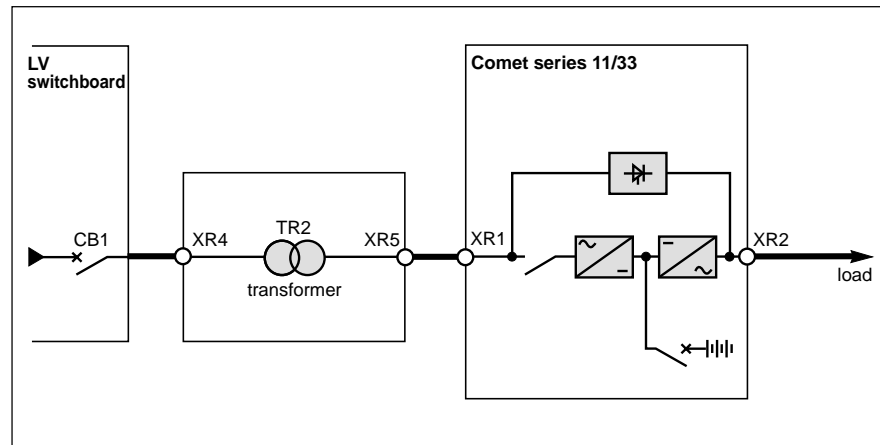 LV
switchboard
Comet series 11/33
CB1
XR4
TR2
XR5
XR1
XR2
transformer
load